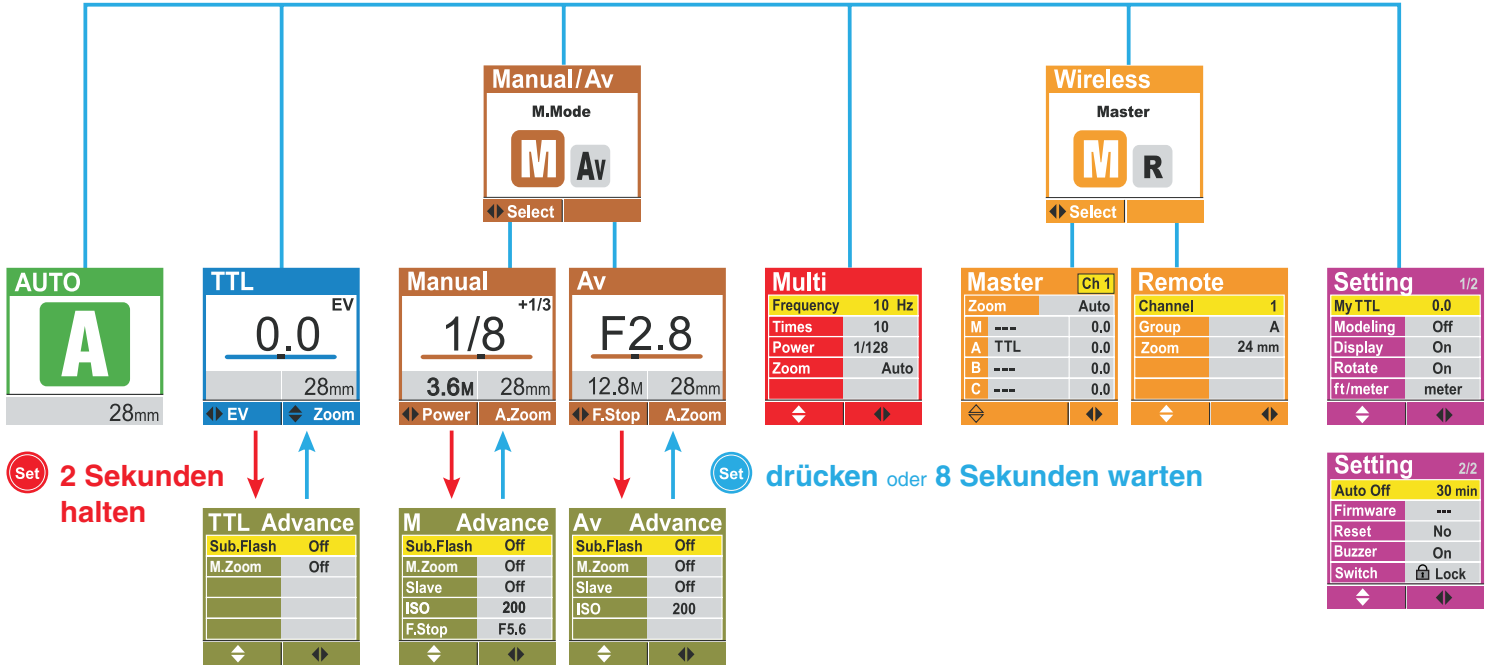 Manual/Av
M.Mode
M Av
Select
Wireless
Master
M R
Select
AUTO
A
28mm
TTL
EV
0.0
28mm
EV Zoom
Manual
+1/3
1/8
3.6M 28mm
Power A.Zoom
Av
F2.8
12.8M 28mm
F.Stop A.Zoom
Multi
Frequency 10 Hz
Times 10
Power 1/128
Zoom Auto
Master Ch 1
Zoom Auto
M --- 0.0
A TTL 0.0
B --- 0.0
C --- 0.0
Remote
Channel 1
Group A
Zoom 24 mm
Setting 1/2
My TTL 0.0
Modeling Off
Display On
Rotate On
ft/meter meter
Set 2 Sekunden
halten
Set drücken oder 8 Sekunden warten
TTL Advance
Sub.Flash Off
M.Zoom Off
M Advance
Sub.Flash Off
M.Zoom Off
Slave Off
ISO 200
F.Stop F5.6
Av Advance
Sub.Flash Off
M.Zoom Off
Slave Off
ISO 200
Setting 2/2
Auto Off 30 min
Firmware ---
Reset No
Buzzer On
Switch Lock